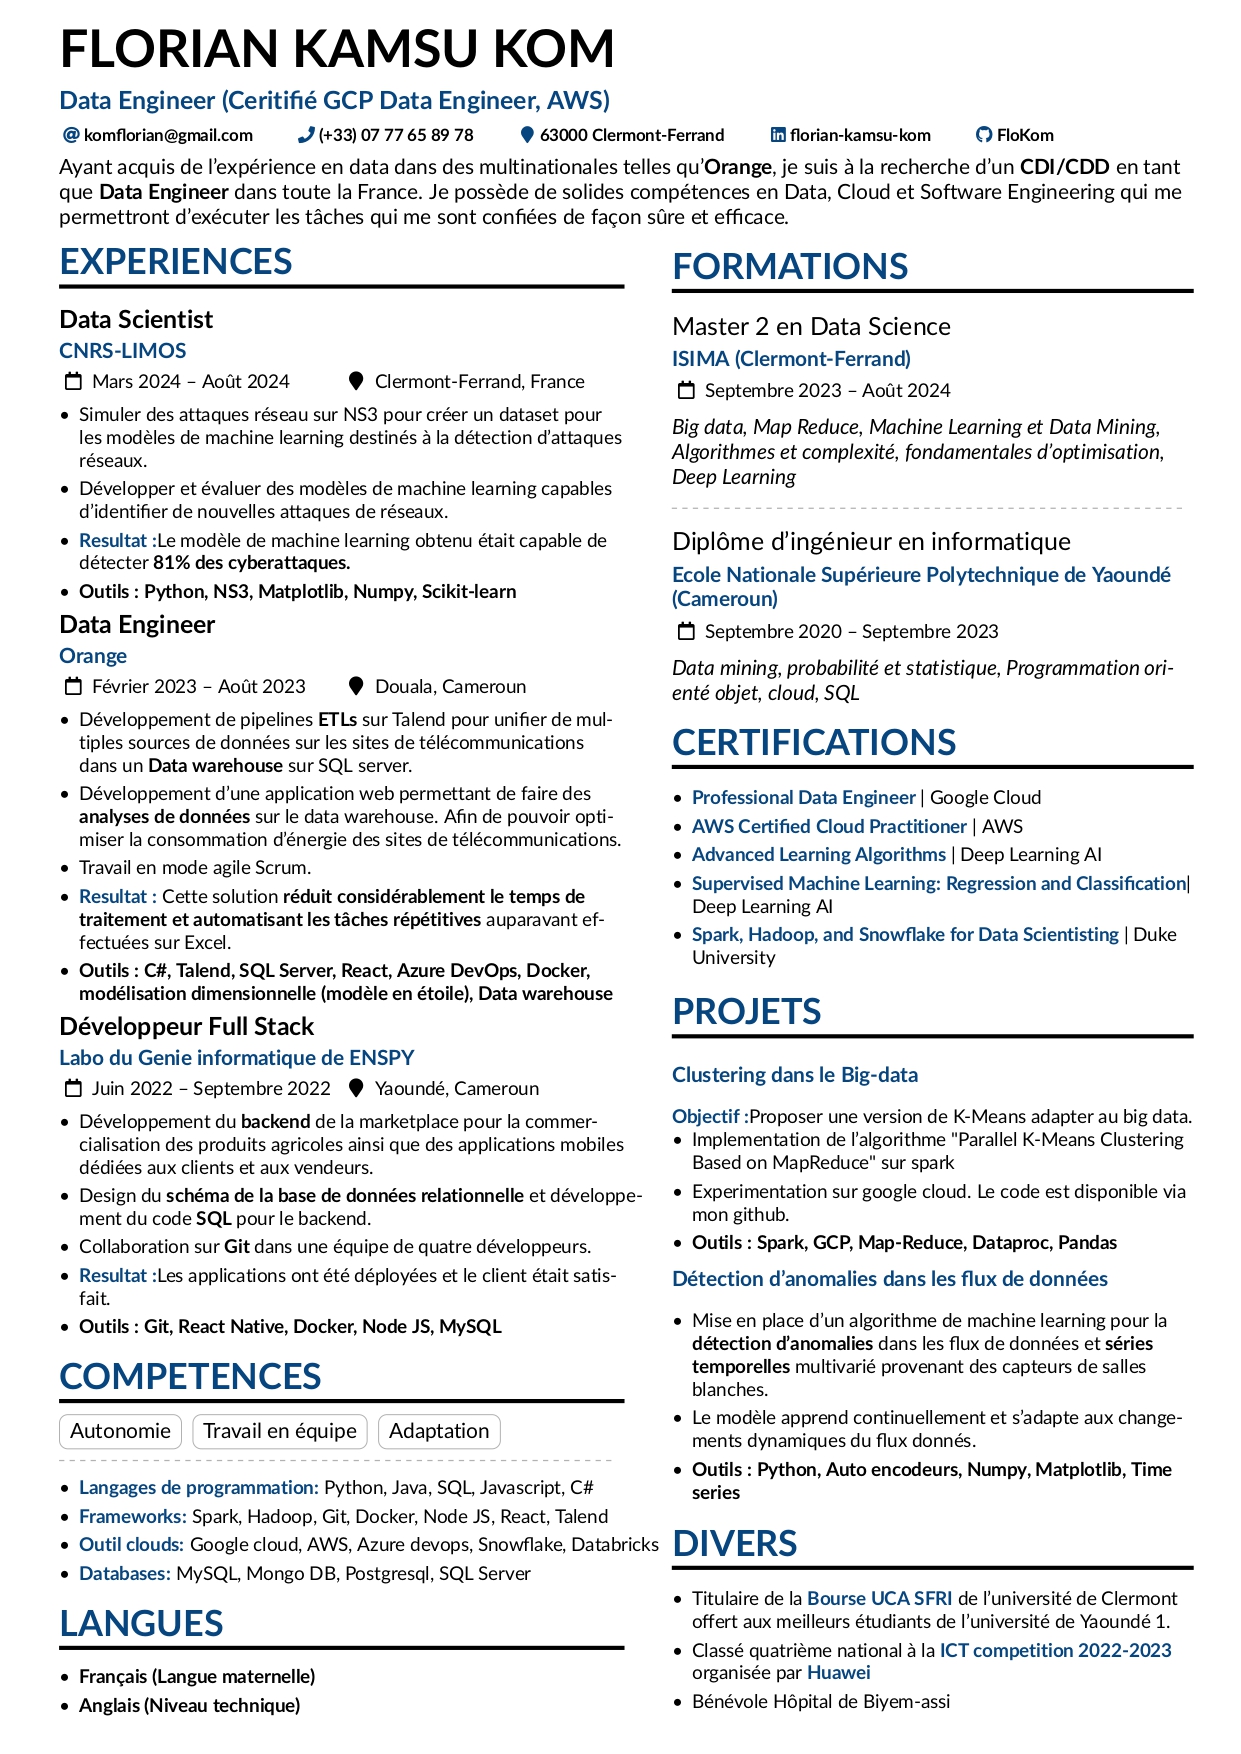 FLORIAN KAMSU KOM
Data Engineer (Ceritifié GCP Data Engineer, AWS)
komflorian@gmail.com (+33) 07 77 65 89 78 63000 Clermont-Ferrand florian-kamsu-kom FloKom
Ayant acquis de l’expérience en data dans des multinationales telles qu’Orange, je suis à la recherche d’un CDI/CDD en tant
que Data Engineer dans toute la France. Je possède de solides compétences en Data, Cloud et Software Engineering qui me
permettront d’exécuter les tâches qui me sont confiées de façon sûre et efficace.
EXPERIENCES
Data Scientist
CNRS-LIMOS
Mars 2024 – Août 2024 Clermont-Ferrand, France
• Simuler des attaques réseau sur NS3 pour créer un dataset pour
les modèles de machine learning destinés à la détection d’attaques
réseaux.
• Développer et évaluer des modèles de machine learning capables
d’identifier de nouvelles attaques de réseaux.
• Resultat :Le modèle de machine learning obtenu était capable de
détecter 81% des cyberattaques.
• Outils : Python, NS3, Matplotlib, Numpy, Scikit-learn
Data Engineer
Orange
Février 2023 – Août 2023 Douala, Cameroun
• Développement de pipelines ETLs sur Talend pour unifier de mul-
tiples sources de données sur les sites de télécommunications
dans un Data warehouse sur SQL server.
• Développement d’une application web permettant de faire des
analyses de données sur le data warehouse. Afin de pouvoir opti-
miser la consommation d’énergie des sites de télécommunications.
• Travail en mode agile Scrum.
• Resultat : Cette solution réduit considérablement le temps de
traitement et automatisant les tâches répétitives auparavant ef-
fectuées sur Excel.
• Outils : C#, Talend, SQL Server, React, Azure DevOps, Docker,
modélisation dimensionnelle (modèle en étoile), Data warehouse
Développeur Full Stack
Labo du Genie informatique de ENSPY
Juin 2022 – Septembre 2022 Yaoundé, Cameroun
• Développement du backend de la marketplace pour la commer-
cialisation des produits agricoles ainsi que des applications mobiles
dédiées aux clients et aux vendeurs.
• Design du schéma de la base de données relationnelle et développe-
ment du code SQL pour le backend.
• Collaboration sur Git dans une équipe de quatre développeurs.
• Resultat :Les applications ont été déployées et le client était satis-
fait.
• Outils : Git, React Native, Docker, Node JS, MySQL
COMPETENCES
Autonomie Travail en équipe Adaptation
• Langages de programmation: Python, Java, SQL, Javascript, C#
• Frameworks: Spark, Hadoop, Git, Docker, Node JS, React, Talend
• Outil clouds: Google cloud, AWS, Azure devops, Snowflake, Databricks
• Databases: MySQL, Mongo DB, Postgresql, SQL Server
LANGUES
• Français (Langue maternelle)
• Anglais (Niveau technique)
FORMATIONS
Master 2 en Data Science
ISIMA (Clermont-Ferrand)
Septembre 2023 – Août 2024
Big data, Map Reduce, Machine Learning et Data Mining,
Algorithmes et complexité, fondamentales d’optimisation,
Deep Learning
Diplôme d’ingénieur en informatique
Ecole Nationale Supérieure Polytechnique de Yaoundé
(Cameroun)
Septembre 2020 – Septembre 2023
Data mining, probabilité et statistique, Programmation ori-
enté objet, cloud, SQL
CERTIFICATIONS
• Professional Data Engineer | Google Cloud
• AWS Certified Cloud Practitioner | AWS
• Advanced Learning Algorithms | Deep Learning AI
• Supervised Machine Learning: Regression and Classification|
Deep Learning AI
• Spark, Hadoop, and Snowflake for Data Scientisting | Duke
University
PROJETS
Clustering dans le Big-data
Objectif :Proposer une version de K-Means adapter au big data.
• Implementation de l’algorithme "Parallel K-Means Clustering
Based on MapReduce" sur spark
• Experimentation sur google cloud. Le code est disponible via
mon github.
• Outils : Spark, GCP, Map-Reduce, Dataproc, Pandas
Détection d’anomalies dans les flux de données
• Mise en place d’un algorithme de machine learning pour la
détection d’anomalies dans les flux de données et séries
temporelles multivarié provenant des capteurs de salles
blanches.
• Le modèle apprend continuellement et s’adapte aux change-
ments dynamiques du flux donnés.
• Outils : Python, Auto encodeurs, Numpy, Matplotlib, Time
series
DIVERS
• Titulaire de la Bourse UCA SFRI de l’université de Clermont
offert aux meilleurs étudiants de l’université de Yaoundé 1.
• Classé quatrième national à la ICT competition 2022-2023
organisée par Huawei
• Bénévole Hôpital de Biyem-assi